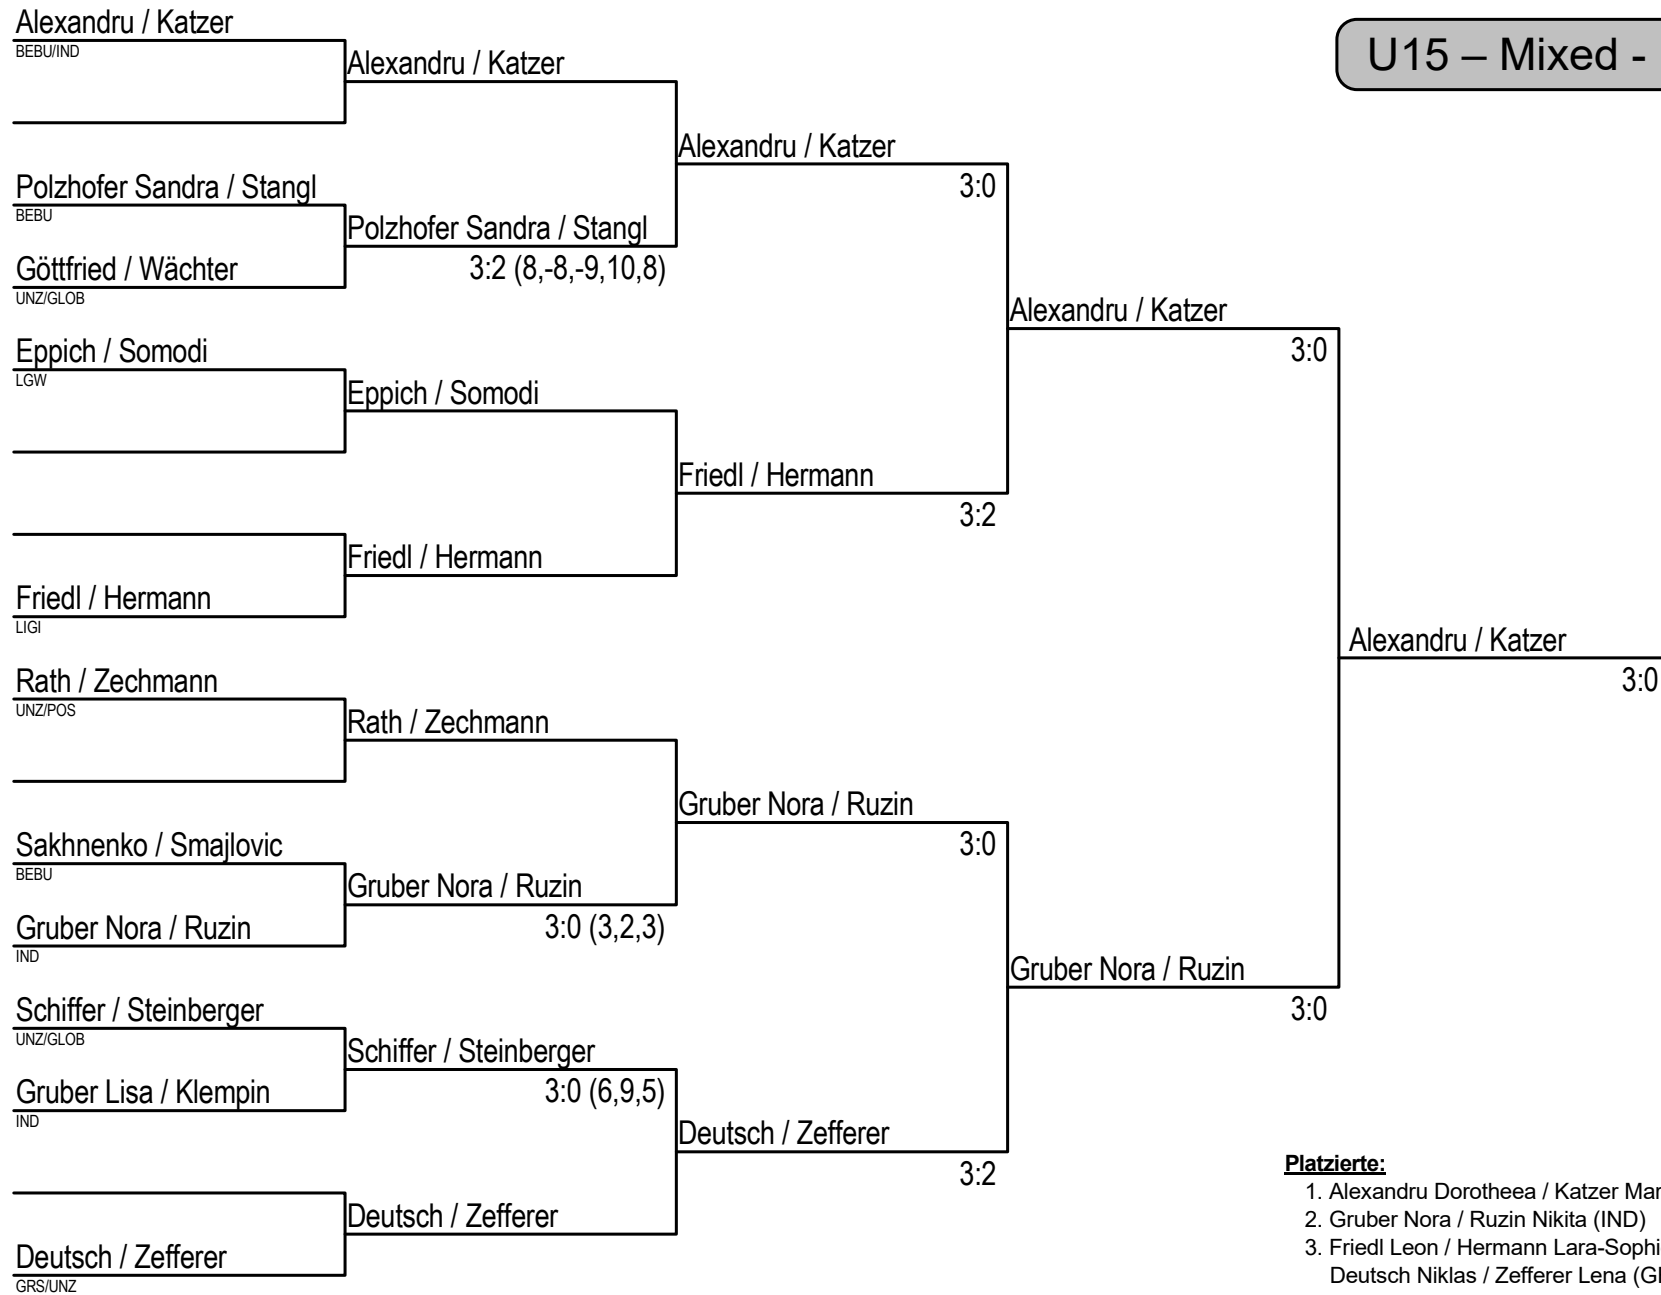 U15 – Mixed -
Alexandru / Katzer
BEBU/IND
Polzhofer Sandra / Stangl
BEBU
Göttfried / Wächter
UNZ/GLOB
Eppich / Somodi
LGW
Friedl / Hermann
LIGI
Rath / Zechmann
UNZ/POS
Sakhnenko / Smajlovic
BEBU
Gruber Nora / Ruzin
IND
Schiffer / Steinberger
UNZ/GLOB
Gruber Lisa / Klempin
IND
Deutsch / Zefferer
GRS/UNZ
Alexandru / Katzer
Polzhofer Sandra / Stangl
3:2 (8,-8,-9,10,8)
Eppich / Somodi
Friedl / Hermann
Rath / Zechmann
Gruber Nora / Ruzin
3:0 (3,2,3)
Schiffer / Steinberger
3:0 (6,9,5)
Deutsch / Zefferer
Alexandru / Katzer
3:0
Friedl / Hermann
3:2
Gruber Nora / Ruzin
3:0
Deutsch / Zefferer
3:2
Alexandru / Katzer
3:0
Gruber Nora / Ruzin
3:0
Alexandru / Katzer
3:0
Platzierte:
1. Alexandru Dorotheea / Katzer Mar
2. Gruber Nora / Ruzin Nikita (IND)
3. Friedl Leon / Hermann Lara-Sophi
Deutsch Niklas / Zefferer Lena (G